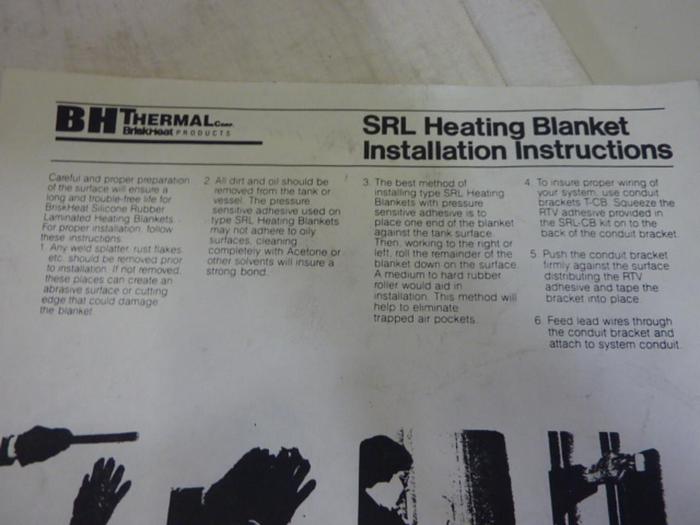 BH THERMAL CORP.
BriskHeat PRODUCTS
SRL Heating Blanket
Installation Instructions
Careful and proper preparation
of the surface will ensure a
long and trouble-free life for
BriskHeat Silicone Rubber
Laminated Heating Blankets.
For proper installation, follow
these instructions.
1. Any weld splatter, rust flakes,
etc. should be removed prior
to installation. If not removed,
these places can create an
abrasive surface or cutting
edge that could damage
the blanket.
2. All dirt and oil should be
removed from the tank or
vessel. The pressure
sensitive adhesive used on
type SRL Heating Blankets
may not adhere to oily
surfaces, cleaning
completely with Acetone or
other solvents will insure a
strong bond.
3. The best method of
installing type SRL Heating
Blankets with pressure
sensitive adhesive is to
place one end of the blanket
against the tank surface.
Then, working to the right or
left, roll the remainder of the
blanket down on the surface.
A medium to hard rubber
roller would aid in
installation. This method will
help to eliminate
trapped air pockets.
4. To insure proper wiring of
your system, use conduit
brackets T-CB. Squeeze the
RTV adhesive provided in
the SRL-CB kit on to the
back of the conduit bracket.
5. Push the conduit bracket
firmly against the surface
distributing the RTV
adhesive and tape the
bracket into place.
6. Feed lead wires through
the conduit bracket and
attach to system conduit.